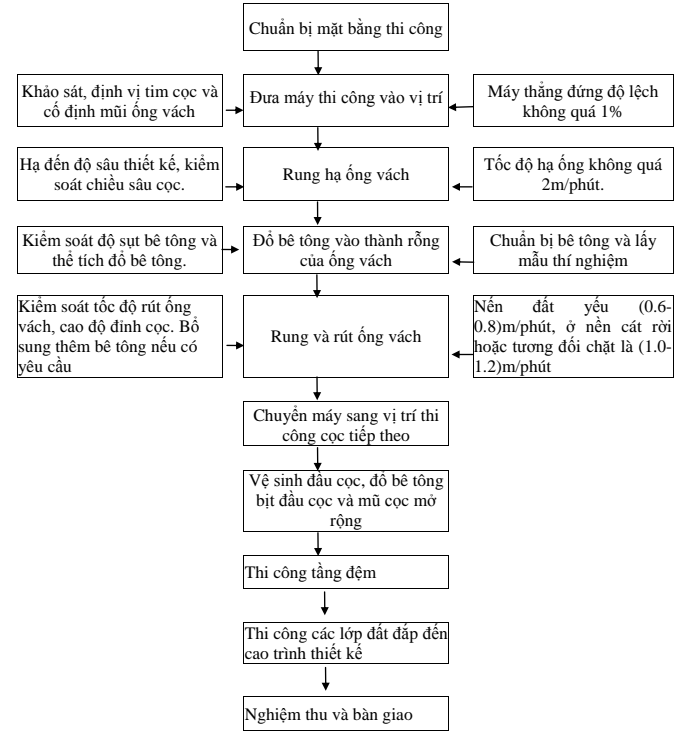 Chuẩn bị mặt bằng thi công
Khảo sát, định vị tim cọc và
cố định mũi ống vách
Đưa máy thi công vào vị trí
Máy thẳng đứng độ lệch
không quá 1%
Hạ đến độ sâu thiết kế, kiểm
soát chiều sâu cọc.
Rung hạ ống vách
Tốc độ hạ ống không quá
2m/phút.
Kiểm soát độ sụt bê tông và
thể tích đổ bê tông.
Đổ bê tông vào thành rỗng
của ống vách
Chuẩn bị bê tông và lấy
mẫu thí nghiệm
Kiểm soát tốc độ rút ống
vách, cao độ đỉnh cọc. Bổ
sung thêm bê tông nếu có
yêu cầu
Rung và rút ống vách
Nến đất yếu (0.6-
0.8)m/phút, ở nền cát rời
hoặc tương đối chặt là (1.0-
1.2)m/phút
Chuyển máy sang vị trí thi
công cọc tiếp theo
Vệ sinh đầu cọc, đổ bê tông
bịt đầu cọc và mũ cọc mở
rộng
Thi công tầng đệm
Thi công các lớp đất đắp đến
cao trình thiết kế
Nghiệm thu và bàn giao